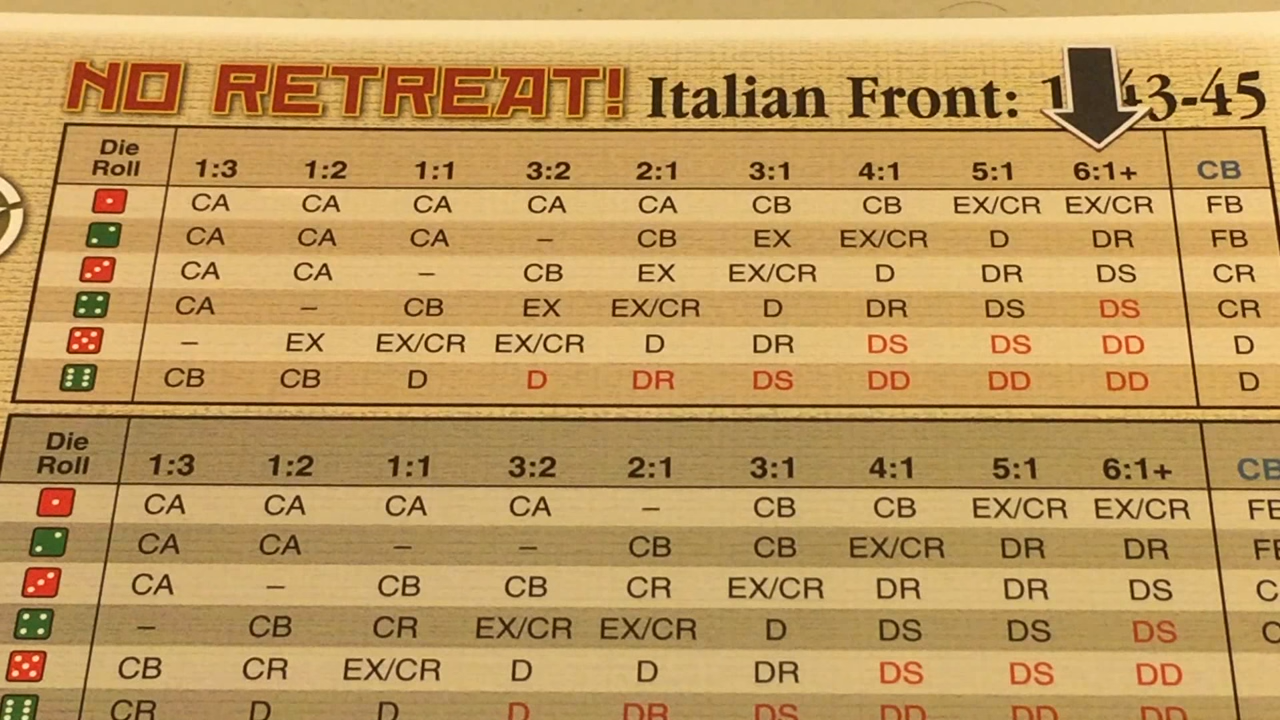 NO RETREAT! Italian Front: 1 43-45
Die Roll 1:3 1:2 1:1 3:2 2:1 3:1 4:1 5:1 6:1+ CB
CA CA CA CA CA CB CB EX/CR EX/CR FB
CA CA CA – CB EX EX/CR D DR FB
CA CA – CB EX EX/CR D DR DS CR
CA – CB EX EX/CR D DR DS DS CR
– EX EX/CR EX/CR D DR DS DS DD D
CB CB D D DR DS DD DD DD D
Die Roll 1:3 1:2 1:1 3:2 2:1 3:1 4:1 5:1 6:1+ CB
CA CA CA CA – CB CB EX/CR EX/CR
CA CA – – CB CB EX/CR DR DR
CA – CB CB CR EX/CR DR DR DS
– CB CR EX/CR EX/CR D DS DS DS
CB CR EX/CR D D DR DS DS DD
CR D D D DR DS DD DD DD